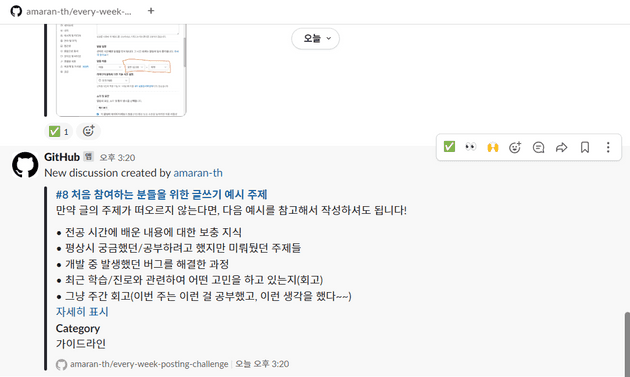 amaran-th/every-week-...
+
오늘
1
GitHub 앱 오후 3:20
New discussion created by amaran-th
#8 처음 참여하는 분들을 위한 글쓰기 예시 주제
만약 글의 주제가 떠오르지 않는다면, 다음 예시를 참고해서 작성하셔도 됩니다!
• 전공 시간에 배운 내용에 대한 보충 지식
• 평상시 궁금했던/공부하려고 했지만 미뤄뒀던 주제들
• 개발 중 발생했던 버그를 해결한 과정
• 최근 학습/진로와 관련하여 어떤 고민을 하고 있는지(회고)
• 그냥 주간 회고(이번 주는 이런 걸 공부했고, 이런 생각을 했다~~)
자세히 표시
Category
가이드라인
amaran-th/every-week-posting-challenge | 오늘 오후 3:20